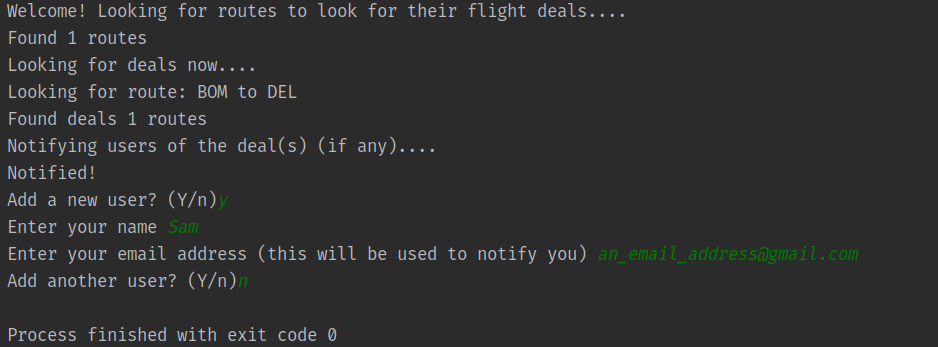 Welcome! Looking for routes to look for their flight deals....
Found 1 routes
Looking for deals now....
Looking for route: BOM to DEL
Found deals 1 routes
Notifying users of the deal(s) (if any)....
Notified!
Add a new user? (Y/n)y
Enter your name Sam
Enter your email address (this will be used to notify you) an_email_address@gmail.com
Add another user? (Y/n)n
Process finished with exit code 0